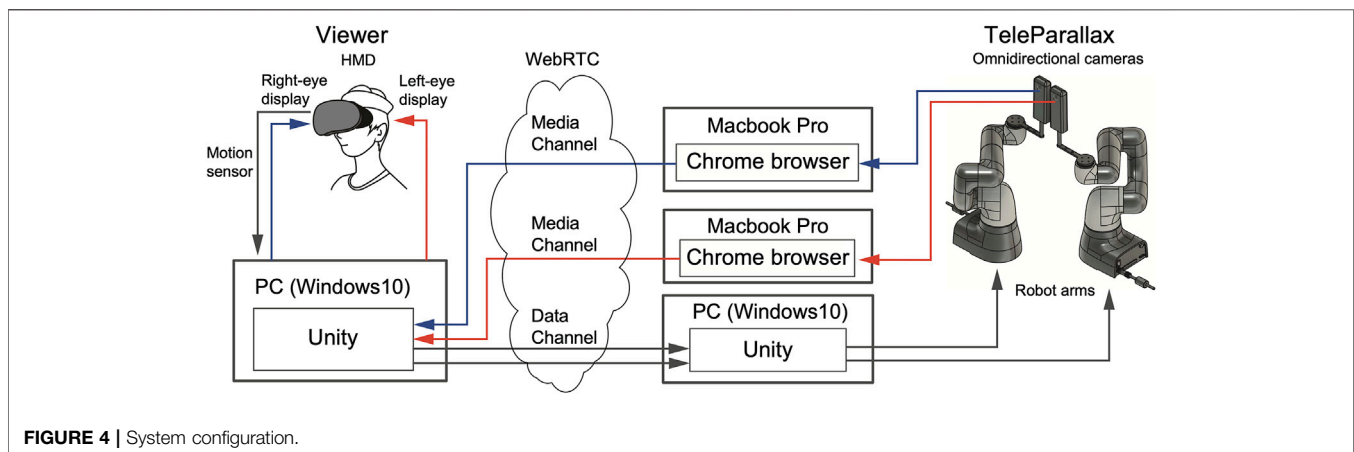 Viewer
HMD
Right-eye
display
Left-eye
display
Motion
sensor
PC (Windows10)
Unity
WebRTC
Media
Channel
Media
Channel
Data
Channel
Macbook Pro
Chrome browser
Macbook Pro
Chrome browser
PC (Windows10)
Unity
TeleParallax
Omnidirectional cameras
Robot arms
FIGURE 4 | System configuration.